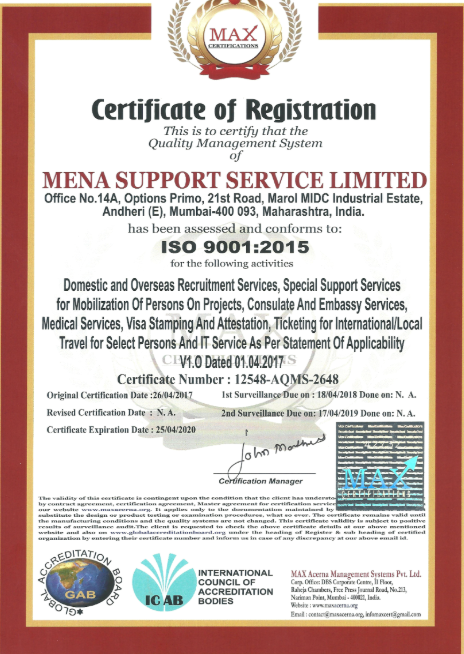 MAX
CERTIFICATIONS
Certificate of Registration
This is to certify that the
Quality Management System
of
MENA SUPPORT SERVICE LIMITED
Office No.14A, Options Primo, 21st Road, Marol MIDC Industrial Estate,
Andheri (E), Mumbai-400 093, Maharashtra, India.
has been assessed and conforms to:
ISO 9001:2015
for the following activities
Domestic and Overseas Recruitment Services, Special Support Services
for Mobilization Of Persons On Projects, Consulate And Embassy Services,
Medical Services, Visa Stamping And Attestation, Ticketing for International/Local
Travel for Select Persons And IT Service As Per Statement Of Applicability
V1.O Dated 01.04.2017
Certificate Number : 12548-AQMS-2648
Original Certification Date :26/04/2017 1st Surveillance Due on : 18/04/2018 Done on: N. A.
Revised Certification Date : N. A. 2nd Surveillance Due on: 17/04/2019 Done on: N. A.
Certificate Expiration Date : 25/04/2020
Certification Manager
MAX
The validity of this certificate is contingent upon the condition that the client has understo
by contract agreement, certification agreement, Master agreement for certification services
our website www.maxacerna.org. It applies only to the documentation maintained by
substitute the design or product testing or examination procedures, what so ever. The certificate remains valid until
the manufacturing conditions and the quality systems are not changed. This certificate validity is subject to positive
results of surveillance audit.The client is requested to check the above certificate details at our above mentioned
website and also on www.globalaccreditationboard.org under the heading of Register & sub heading of certified
organization by entering their certificate number and inform us in case of any discrepancy at our above email id.
GLOBAL ACCREDITATION BOARD
GAB
ICAB
INTERNATIONAL
COUNCIL OF
ACCREDITATION
BODIES
MAX Acerna Management Systems Pvt. Ltd.
Corp. Office: DBS Corporate Centre, II Floor,
Raheja Chambers, Free Press Journal Road, No.213,
Nariman Point, Mumbai - 400021, India.
Website : www.maxacerna.org
Email : contact@maxacerna.org, infomaxcert@gmail.com